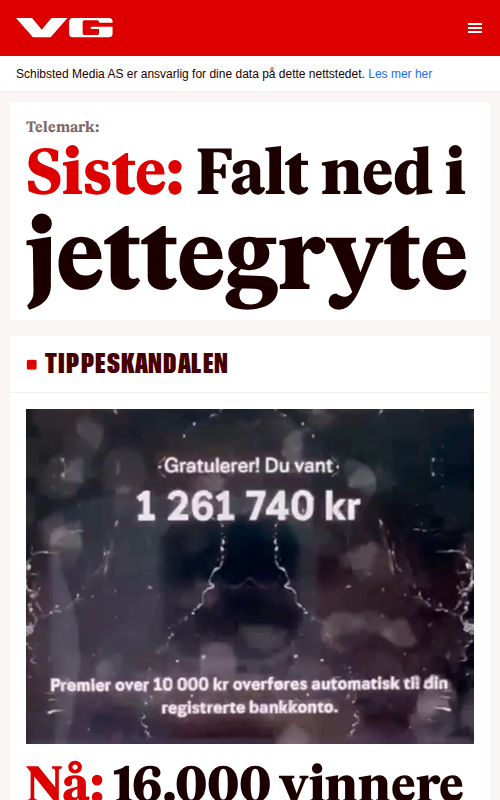 VG
Schibsted Media AS er ansvarlig for dine data på dette nettstedet. Les mer her
Telemark:
Siste: Falt ned i
jettegryte
TIPPESKANDALEN
Gratulerer! Du vant
1 261 740 kr
Premier over 10 000 kr overføres automatisk til din
registrerte bankkonto.
Nå: 16.000 vinnere